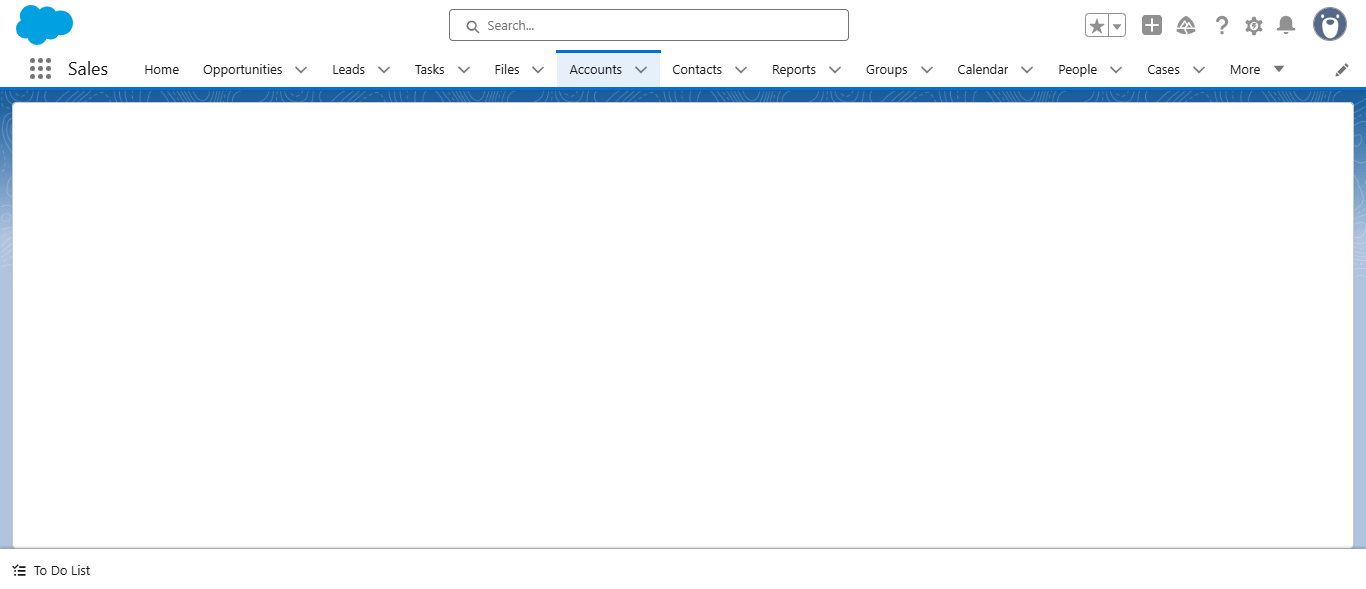 Search...
Sales Home Opportunities Leads Tasks Files Accounts Contacts Reports Groups Calendar People Cases More
To Do List